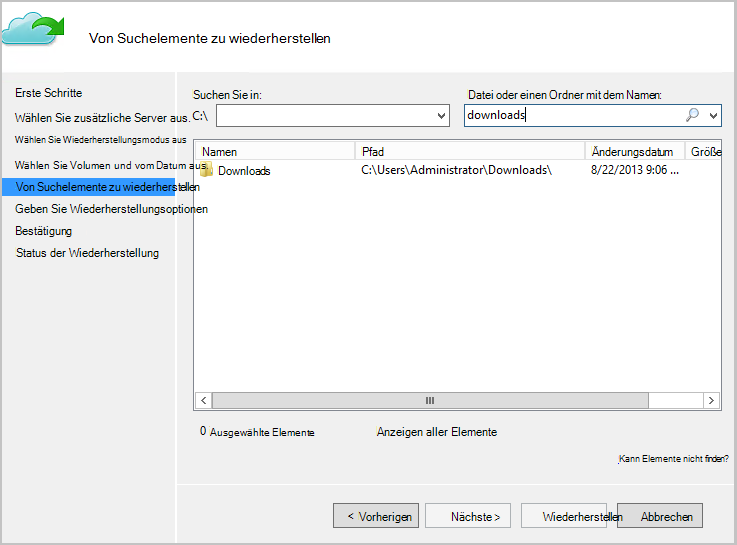 Von Suchelemente zu wiederherstellen
Erste Schritte
Wählen Sie zusätzliche Server aus.
Wählen Sie Wiederherstellungsmodus aus
Wählen Sie Volumen und vom Datum aus.
Von Suchelemente zu wiederherstellen
Geben Sie Wiederherstellungsoptionen
Bestätigung
Status der Wiederherstellung
Suchen Sie in:
Datei oder einen Ordner mit dem Namen:
C:\
downloads
Namen Pfad Änderungsdatum Größe
Downloads C:\Users\Administrator\Downloads\ 8/22/2013 9:06 ...
0 Ausgewählte Elemente Anzeigen aller Elemente
Kann Elemente nicht finden?
< Vorherigen Nächste > Wiederherstellen Abbrechen